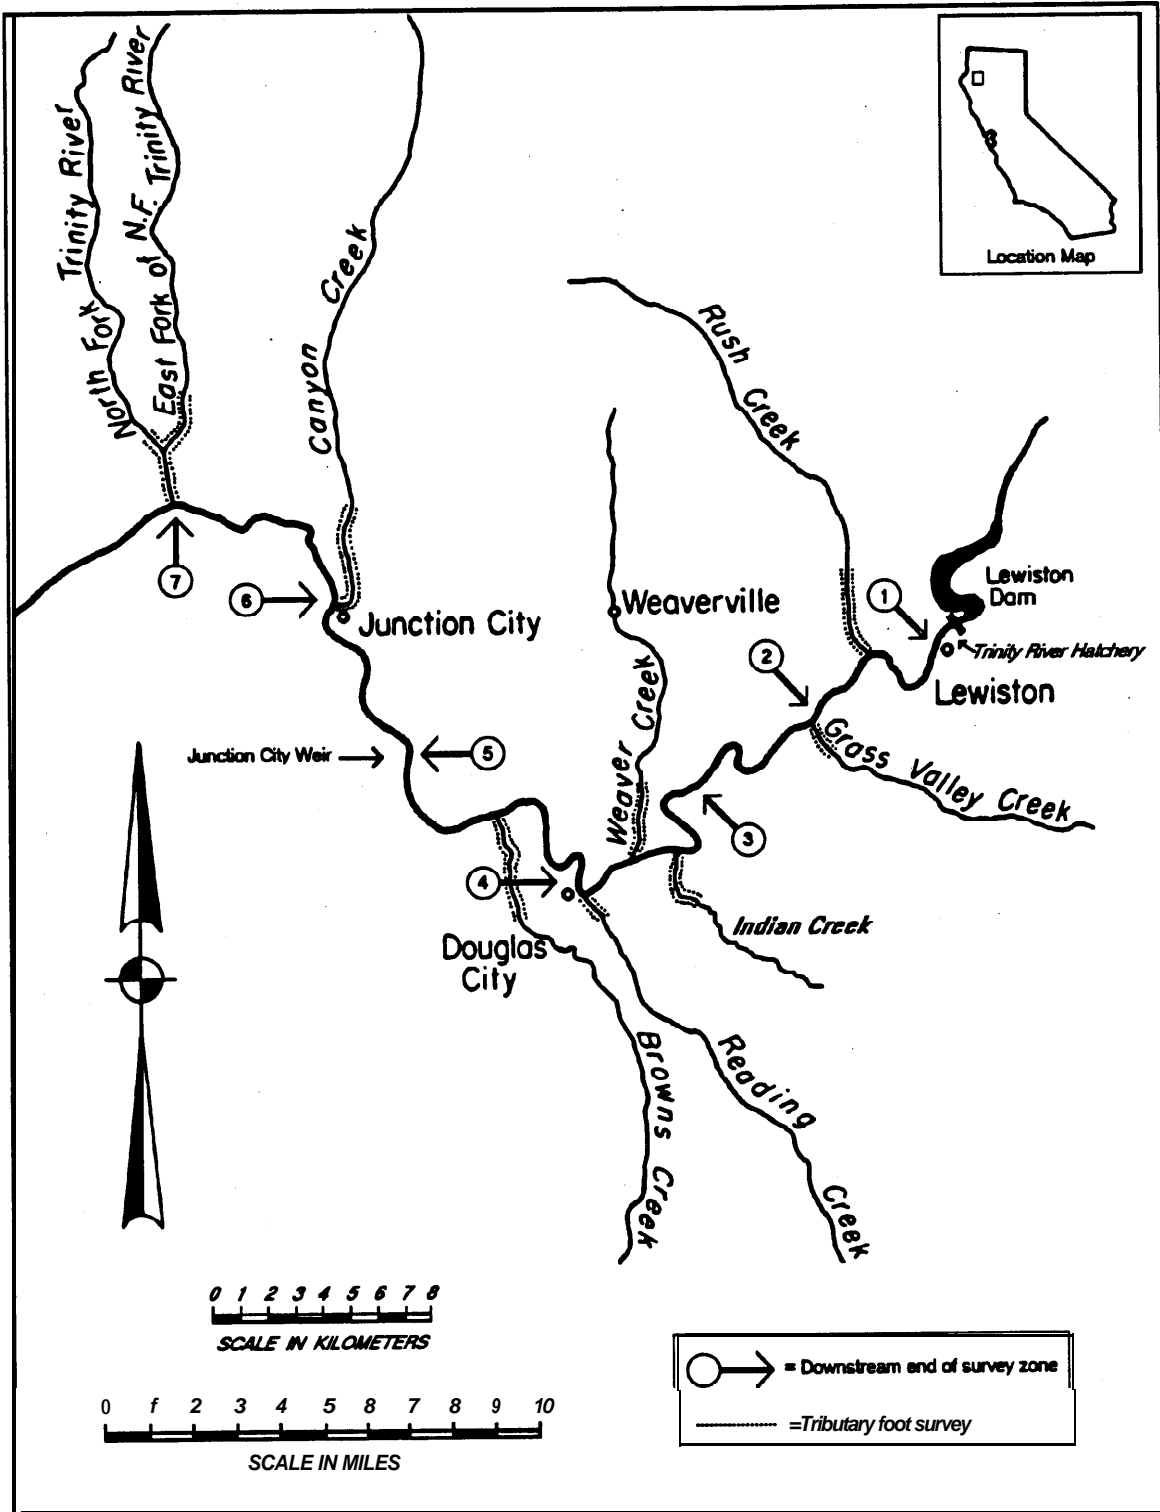 North Fork Trinity River
East Fork of N.F. Trinity River
Canyon Creek
Location Map
Rush Creek
Lewiston
Dam
1
Trinity River Hatchery
Lewiston
Weaverville
2
7
6
Junction City
Weaver Creek
Grass Valley Creek
Junction City Weir
5
3
4
Indian Creek
Douglas
City
Browns Creek
Reading Creek
0 1 2 3 4 5 6 7 8
SCALE IN KILOMETERS
0 f 2 3 4 5 8 7 8 9 10
SCALE IN MILES
= Downstream end of survey zone
=Tributary foot survey